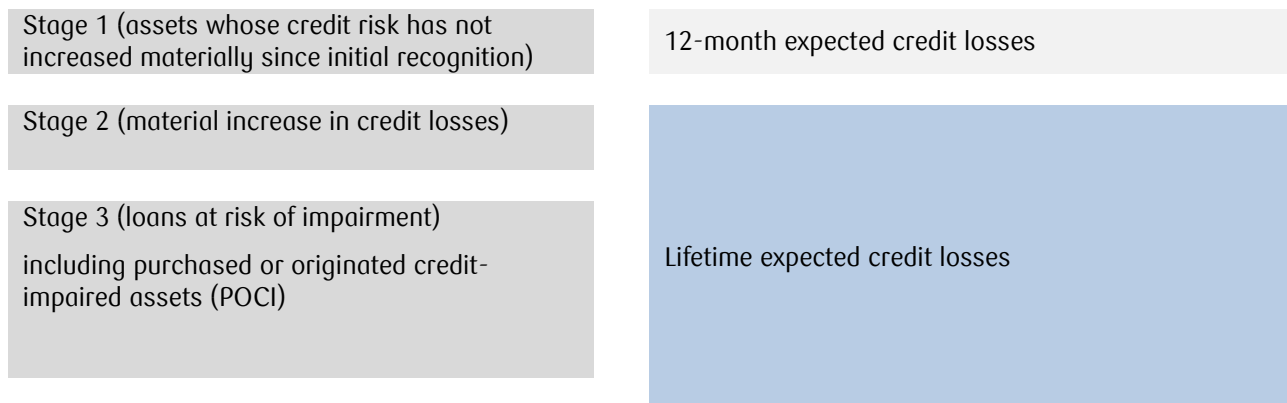 Stage 1 (assets whose credit risk has not
increased materially since initial recognition)
12-month expected credit losses
Stage 2 (material increase in credit losses)
Stage 3 (loans at risk of impairment)
including purchased or originated credit-
impaired assets (POCI)
Lifetime expected credit losses